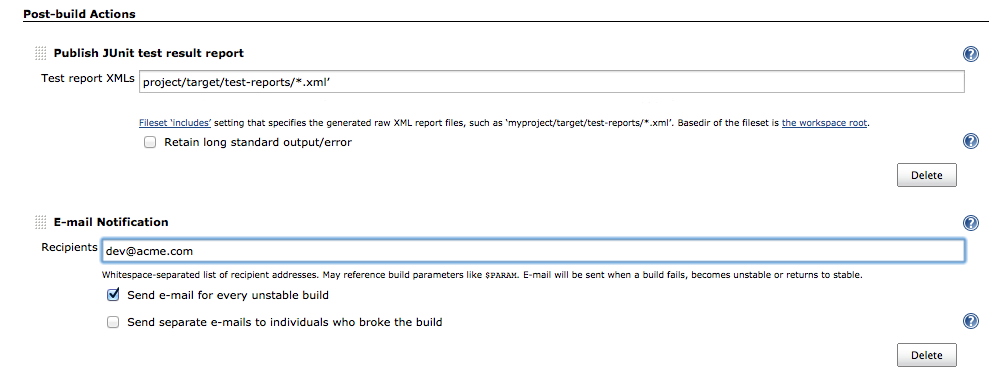 Post-build Actions
Publish JUnit test result report
Test report XMLs project/target/test-reports/*.xml’
Fileset ‘includes’ setting that specifies the generated raw XML report files, such as ‘myproject/target/test-reports/*.xml’. Basedir of the fileset is the workspace root.
Retain long standard output/error
Delete
E-mail Notification
Recipients dev@acme.com
Whitespace-separated list of recipient addresses. May reference build parameters like $PARAM. E-mail will be sent when a build fails, becomes unstable or returns to stable.
Send e-mail for every unstable build
Send separate e-mails to individuals who broke the build
Delete